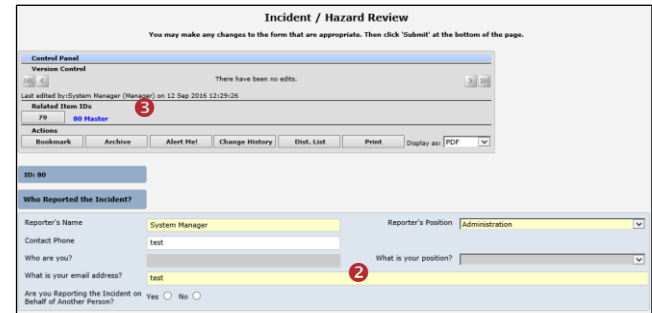 Incident / Hazard Review
You may make any changes to the form that are appropriate. Then click 'Submit' at the bottom of the page.
Control Panel
Version Control
There have been no edits.
Last edited by:System Manager (Manager) on 12 Sep 2016 12:29:26
Related Item IDs
3
79 80 Master
Actions
Bookmark Archive Alert Me! Change History Dist. List Print Display as: PDF
ID: 80
Who Reported the Incident?
Reporter's Name System Manager Reporter's Position Administration
Contact Phone test
Who are you? What is your position?
What is your email address? test 2
Are you Reporting the Incident on Behalf of Another Person? Yes No